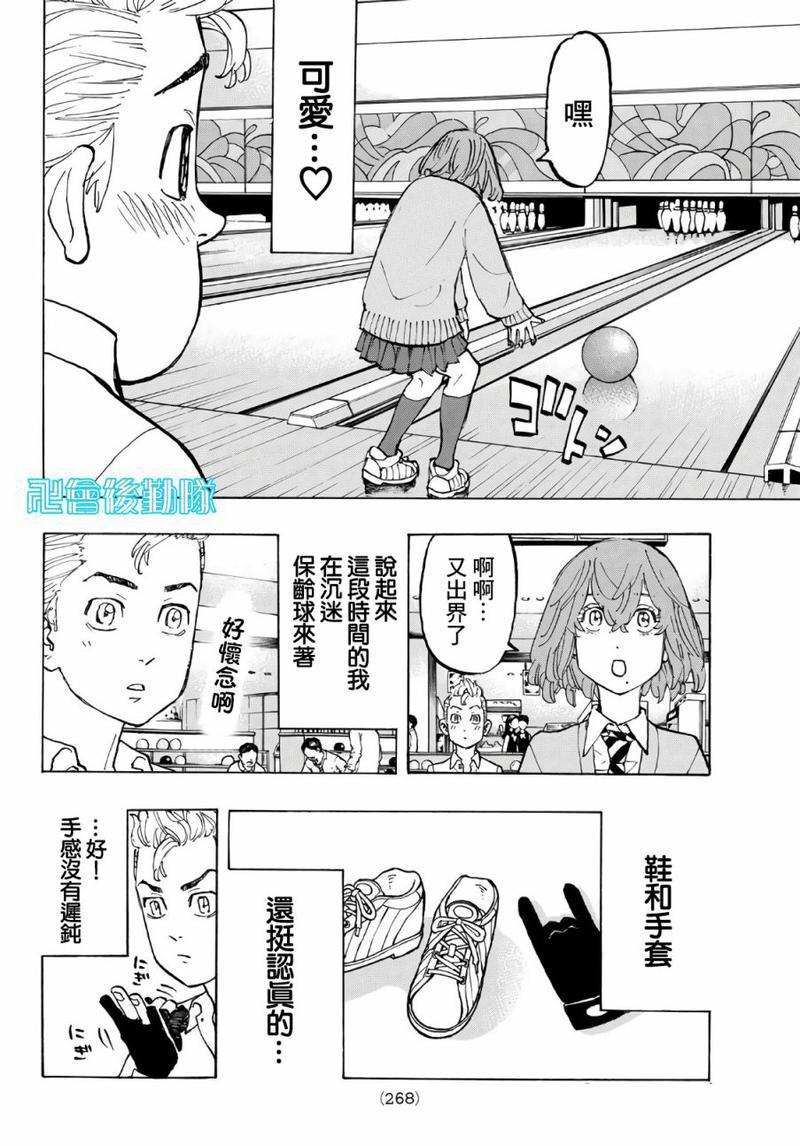 嘿
可愛…♡
ゴトン
卍會後勤隊
啊啊…
又出界了
說起來
這段時間的我
在沉迷
保齡球來著
好懷念啊
鞋和手套
還挺認眞的…
…好！
手感沒有遲鈍
にぎ
にぎ
(268)